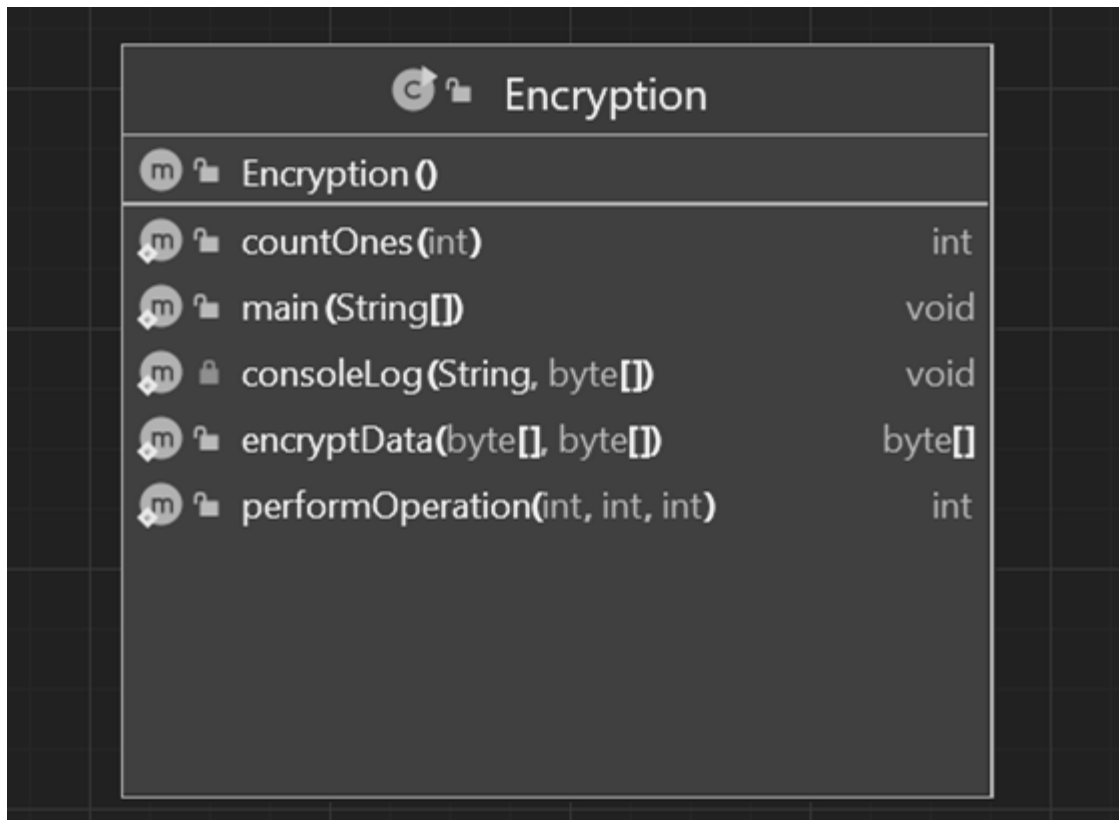 Encryption
Encryption()
countOnes(int) int
main(String[]) void
consoleLog(String, byte[]) void
encryptData(byte[], byte[]) byte[]
performOperation(int, int, int) int